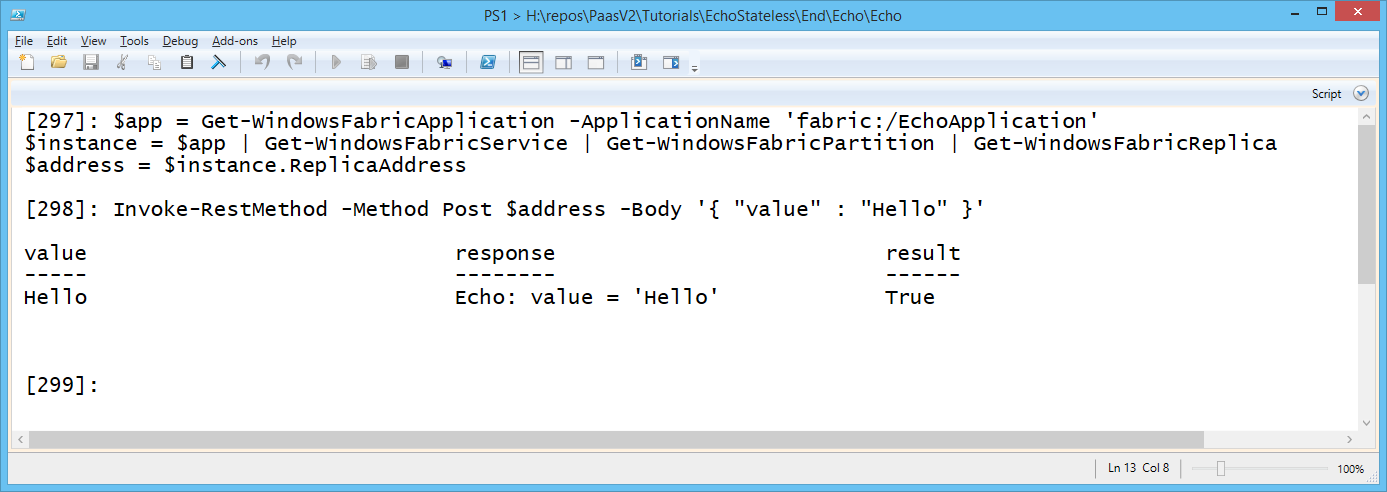 PS1 > H:\repos\PaasV2\Tutorials\EchoStateless\End\Echo\Echo
File Edit View Tools Debug Add-ons Help
Script
[297]: $app = Get-WindowsFabricApplication -ApplicationName 'fabric:/EchoApplication'
$instance = $app | Get-WindowsFabricService | Get-WindowsFabricPartition | Get-WindowsFabricReplica
$address = $instance.ReplicaAddress
[298]: Invoke-RestMethod -Method Post $address -Body '{ "value" : "Hello" }'
value response result
----- -------- ------
Hello Echo: value = 'Hello' True
[299]:
Ln 13 Col 8 100%